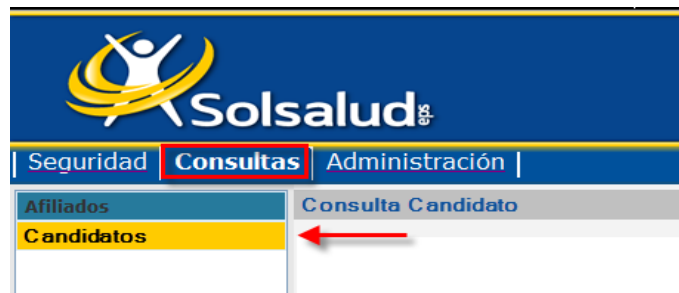 Solsalud eps
| Seguridad | Consultas | Administración |
Afiliados
Consulta Candidato
Candidatos